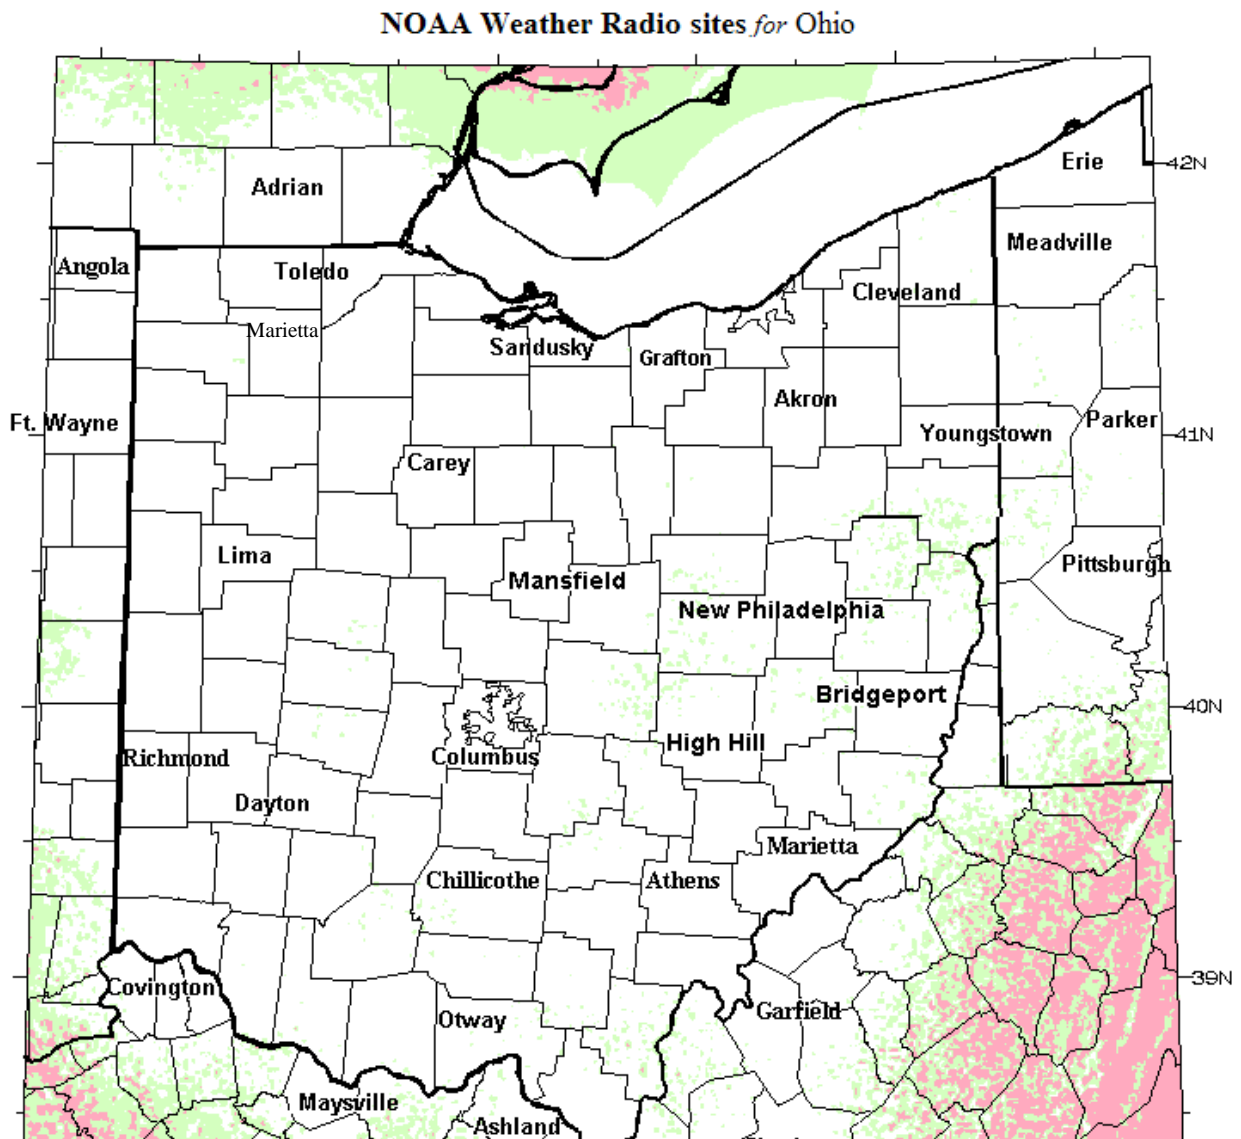 NOAA Weather Radio sites for Ohio
Erie
42N
Adrian
Meadville
Angola
Toledo
Cleveland
Marietta
Sandusky
Grafton
Akron
Ft. Wayne
Parker
Youngstown
41N
Carey
Lima
Pittsburgh
Mansfield
New Philadelphia
Bridgeport
40N
High Hill
Columbus
Richmond
Dayton
Marietta
Chillicothe
Athens
39N
Covington
Garfield
Otway
Maysville
Ashland